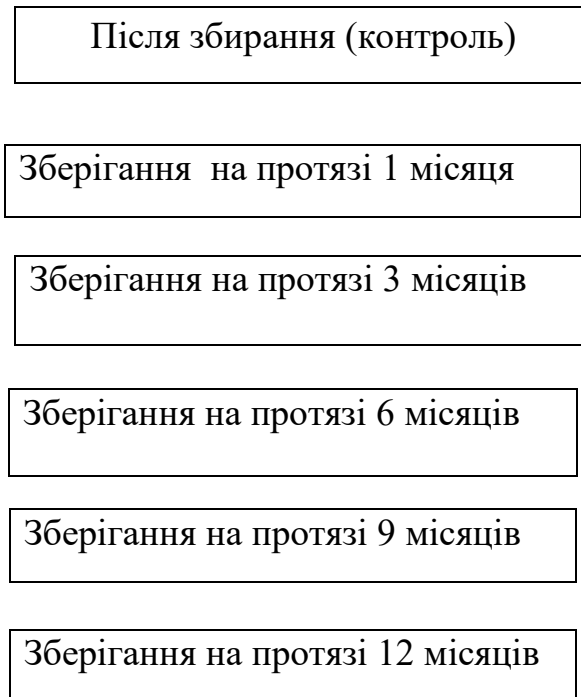 Після збирання (контроль)
Зберігання на протязі 1 місяця
Зберігання на протязі 3 місяців
Зберігання на протязі 6 місяців
Зберігання на протязі 9 місяців
Зберігання на протязі 12 місяців